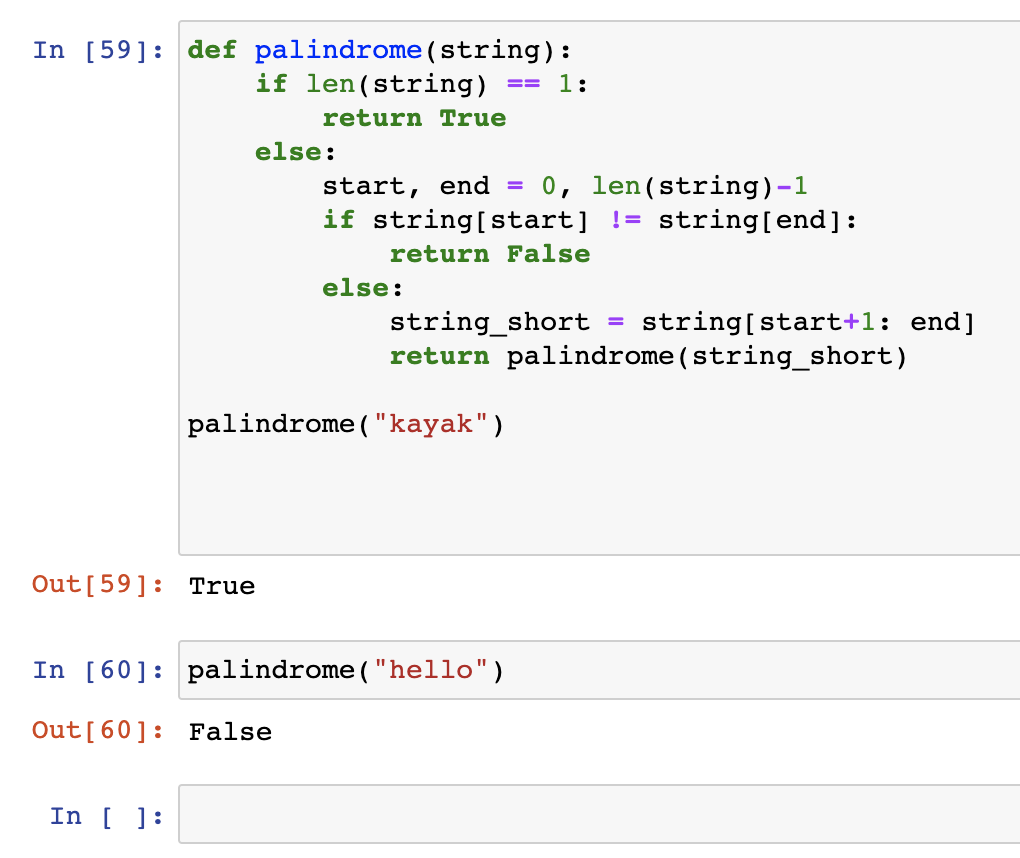 In [59]: def palindrome(string):
    if len(string) == 1:
        return True
    else:
        start, end = 0, len(string)-1
        if string[start] != string[end]:
            return False
        else:
            string_short = string[start+1: end]
            return palindrome(string_short)
palindrome("kayak")
Out[59]: True
In [60]: palindrome("hello")
Out[60]: False
In [ ]: